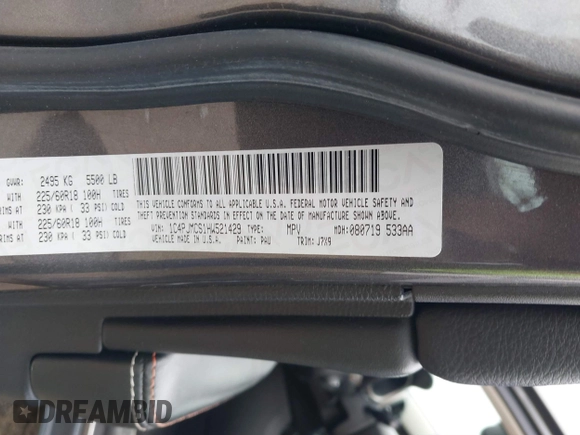 GVWR: 2495 KG 5500 LB
WITH 225/60R18 100H TIRES
RIMS AT 230 KPA ( 33 PSI) COLD
WITH 225/60R18 100H TIRES
RIMS AT 230 KPA ( 33 PSI) COLD
THIS VEHICLE CONFORMS TO ALL APPLICABLE U.S.A. FEDERAL MOTOR VEHICLE SAFETY AND
THEFT PREVENTION STANDARDS IN EFFECT ON THE DATE OF MANUFACTURE SHOWN ABOVE.
VIN: 1C4PJMCS1HW521429 TYPE: MPV MDH: 080719 533AA
VEHICLE MADE IN U.S.A. PAINT: PAU TRIM: J7X9
DREAMBID